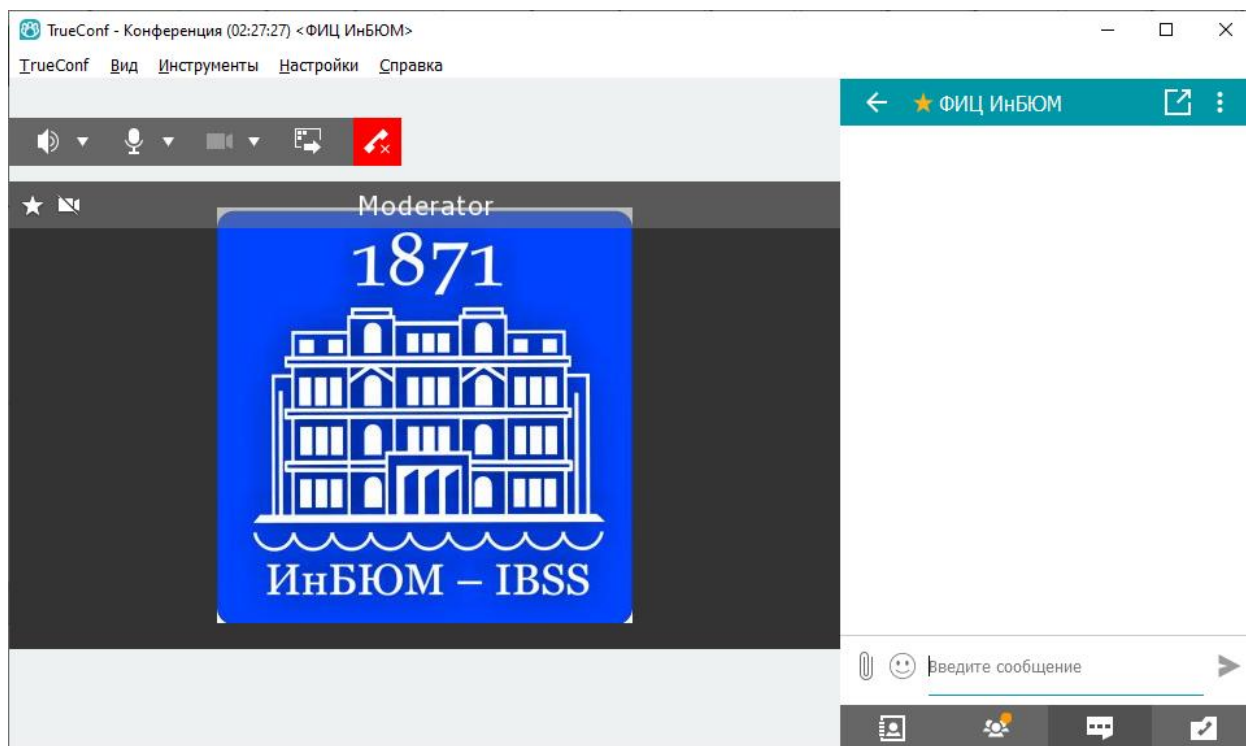 TrueConf - Конференция (02:27:27) <ФИЦ ИнБЮМ>
TrueConf Вид Инструменты Настройки Справка
ФИЦ ИнБЮМ
Moderator
1871
ИнБЮМ – IBSS
Введите сообщение